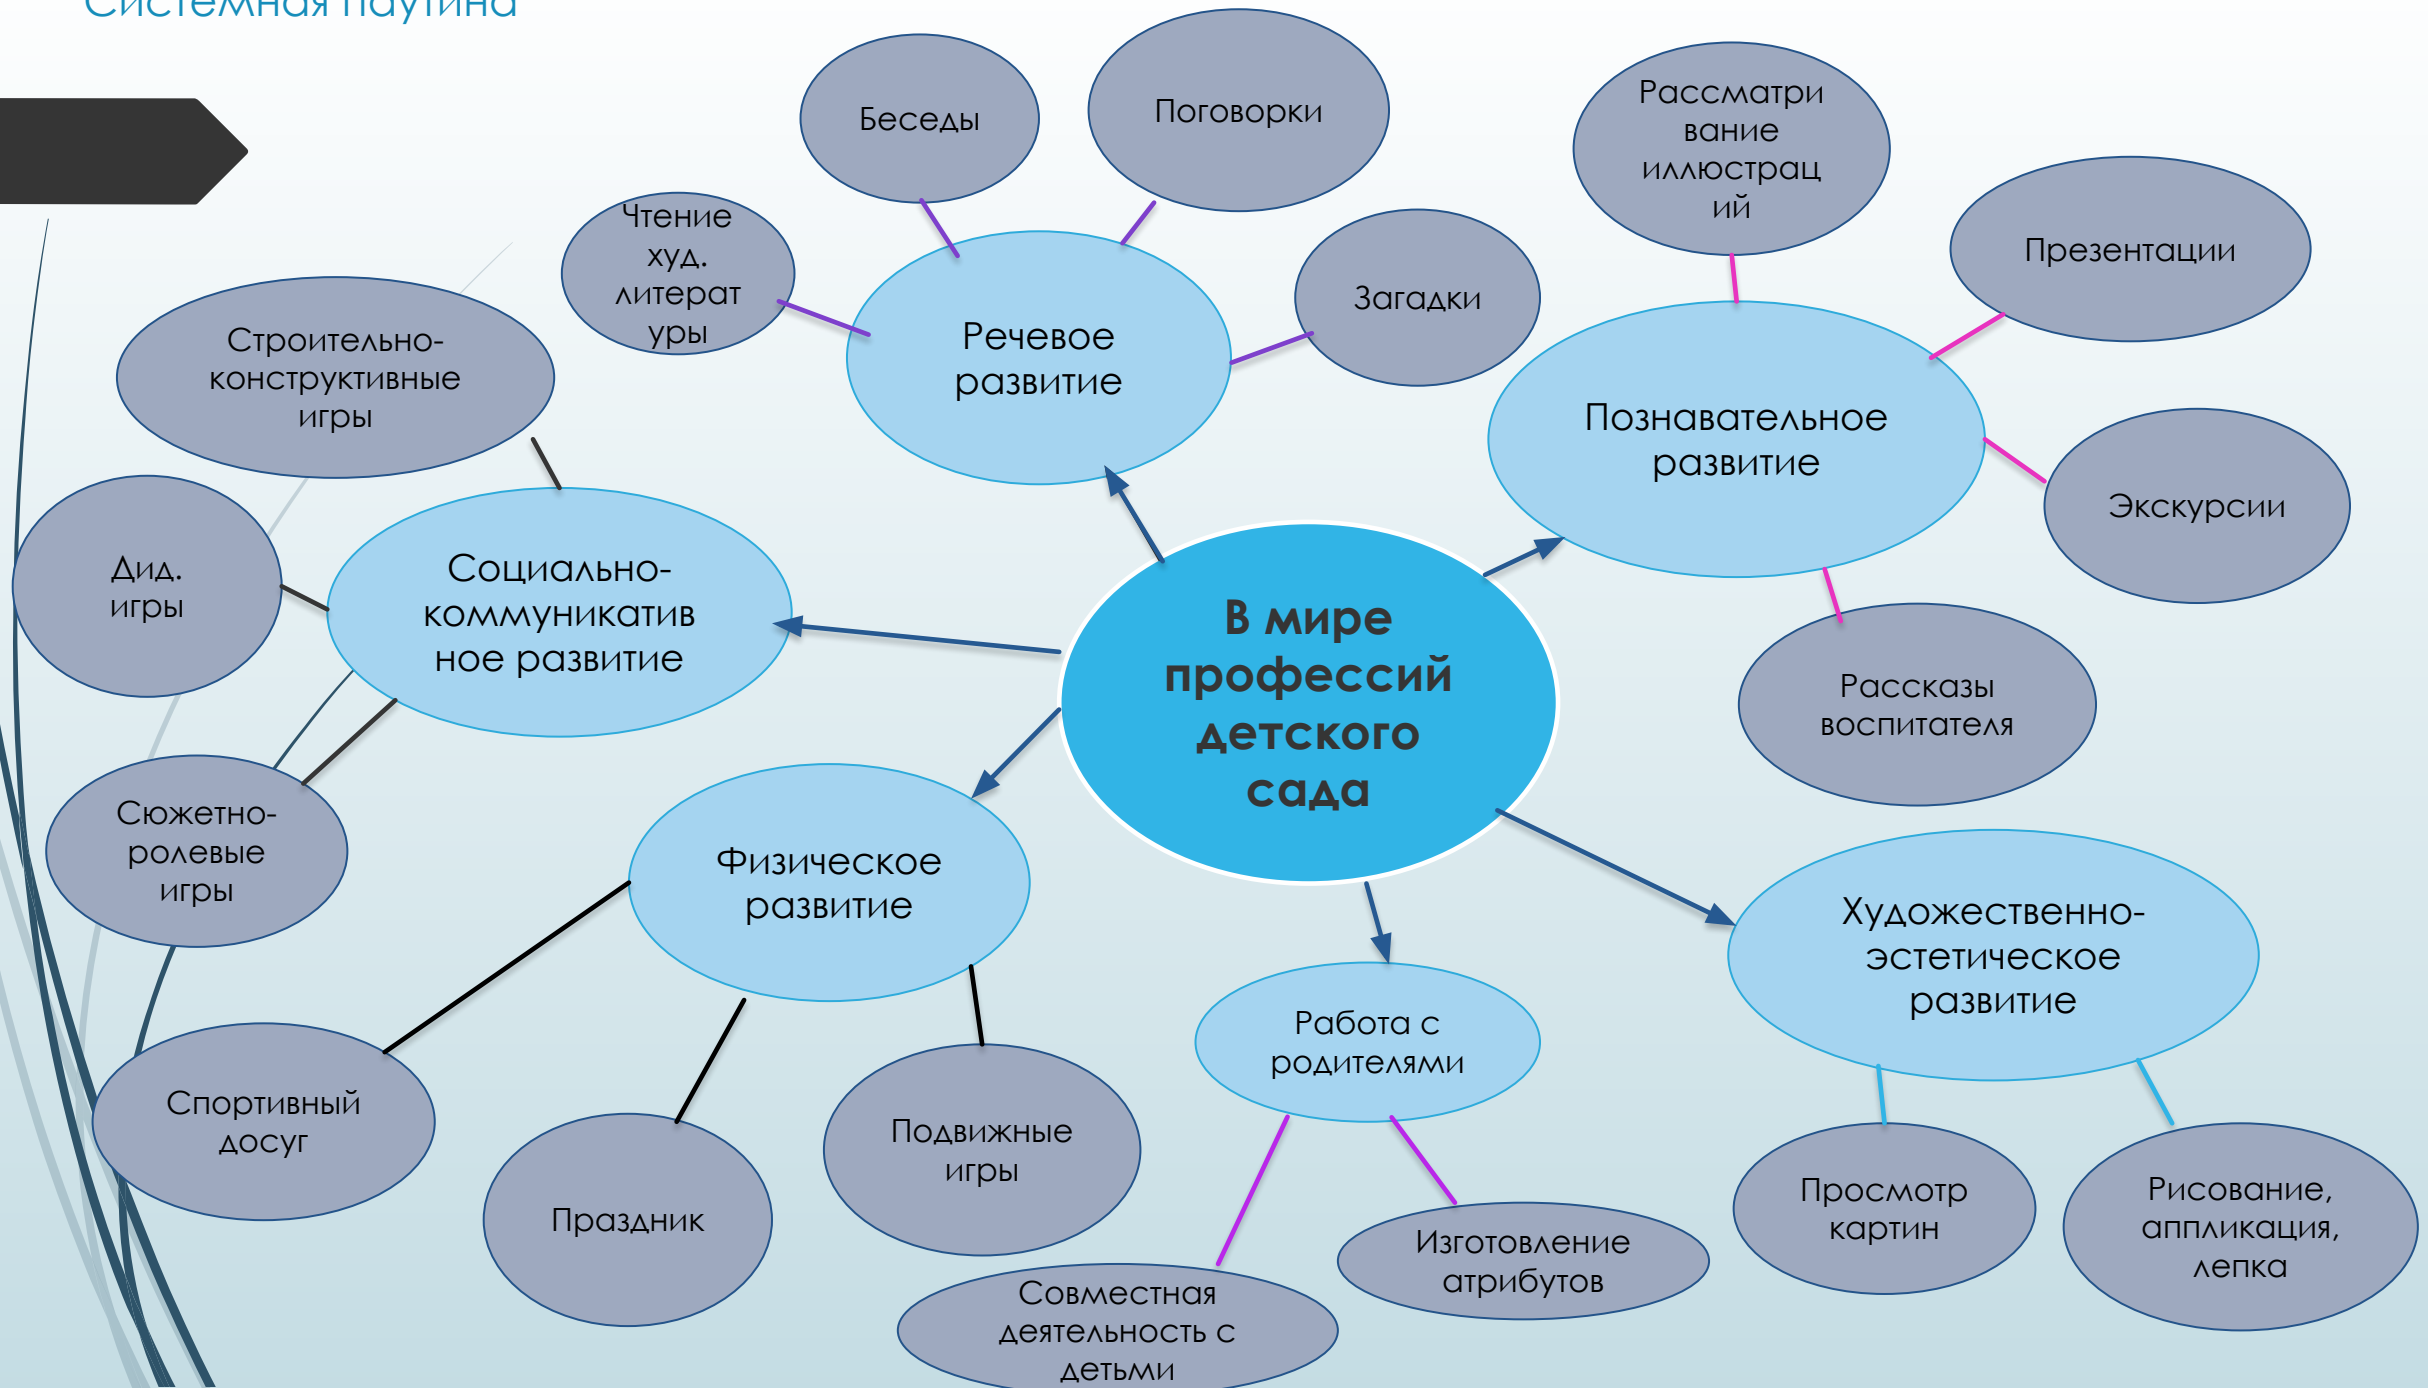 Системная паутина
Беседы
Поговорки
Рассматри
вание
иллюстрац
ий
Презентации
Чтение
худ.
литерат
уры
Загадки
Речевое
развитие
Строительно-
конструктивные
игры
Познавательное
развитие
Экскурсии
Дид.
игры
Социально-
коммуникатив
ное развитие
В мире
профессий
детского
сада
Рассказы
воспитателя
Сюжетно-
ролевые
игры
Физическое
развитие
Художественно-
эстетическое
развитие
Работа с
родителями
Спортивный
досуг
Праздник
Подвижные
игры
Совместная
деятельность с
детьми
Изготовление
атрибутов
Просмотр
картин
Рисование,
аппликация,
лепка